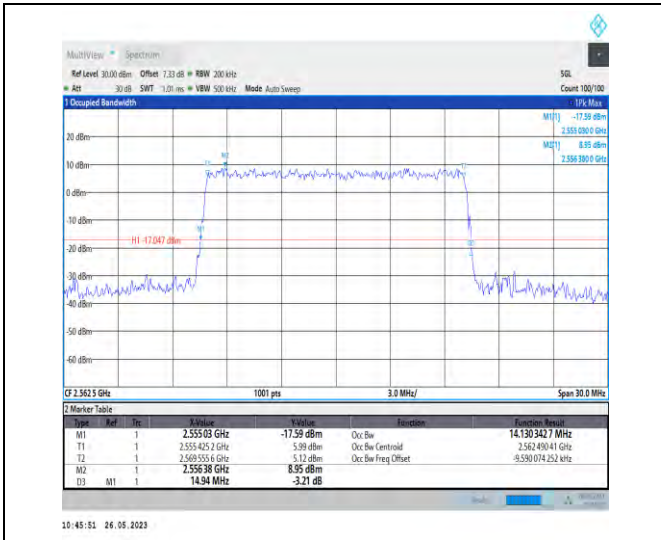 MultiView Spectrum
Ref Level 30.00 dBm Offset 7.33 dB RBW 200 kHz SGL
Att 30 dB SWT 1.01 ms VBW 500 kHz Mode Auto Sweep Count 100/100
1 Occupied Bandwidth 1Pk Max
M1[1] -17.59 dBm
2.555 030 0 GHz
M2[1] 8.95 dBm
2.556 380 0 GHz
20 dBm
M2
T1 T2
10 dBm
0 dBm
-10 dBm
M1
H1 -17.047 dBm
-20 dBm
-30 dBm
-40 dBm
-50 dBm
-60 dBm
CF 2.562 5 GHz 1001 pts 3.0 MHz/ Span 30.0 MHz
2 Marker Table
Type Ref Trc X-Value Y-Value Function Function Result
M1 1 2.555 03 GHz -17.59 dBm Occ Bw 14.130 342 7 MHz
T1 1 2.555 425 2 GHz 5.99 dBm Occ Bw Centroid 2.562 490 41 GHz
T2 1 2.569 555 6 GHz 5.12 dBm Occ Bw Freq Offset -9.590 074 252 kHz
M2 1 2.556 38 GHz 8.95 dBm
D3 M1 1 14.94 MHz -3.21 dB
10:45:51 26.05.2023